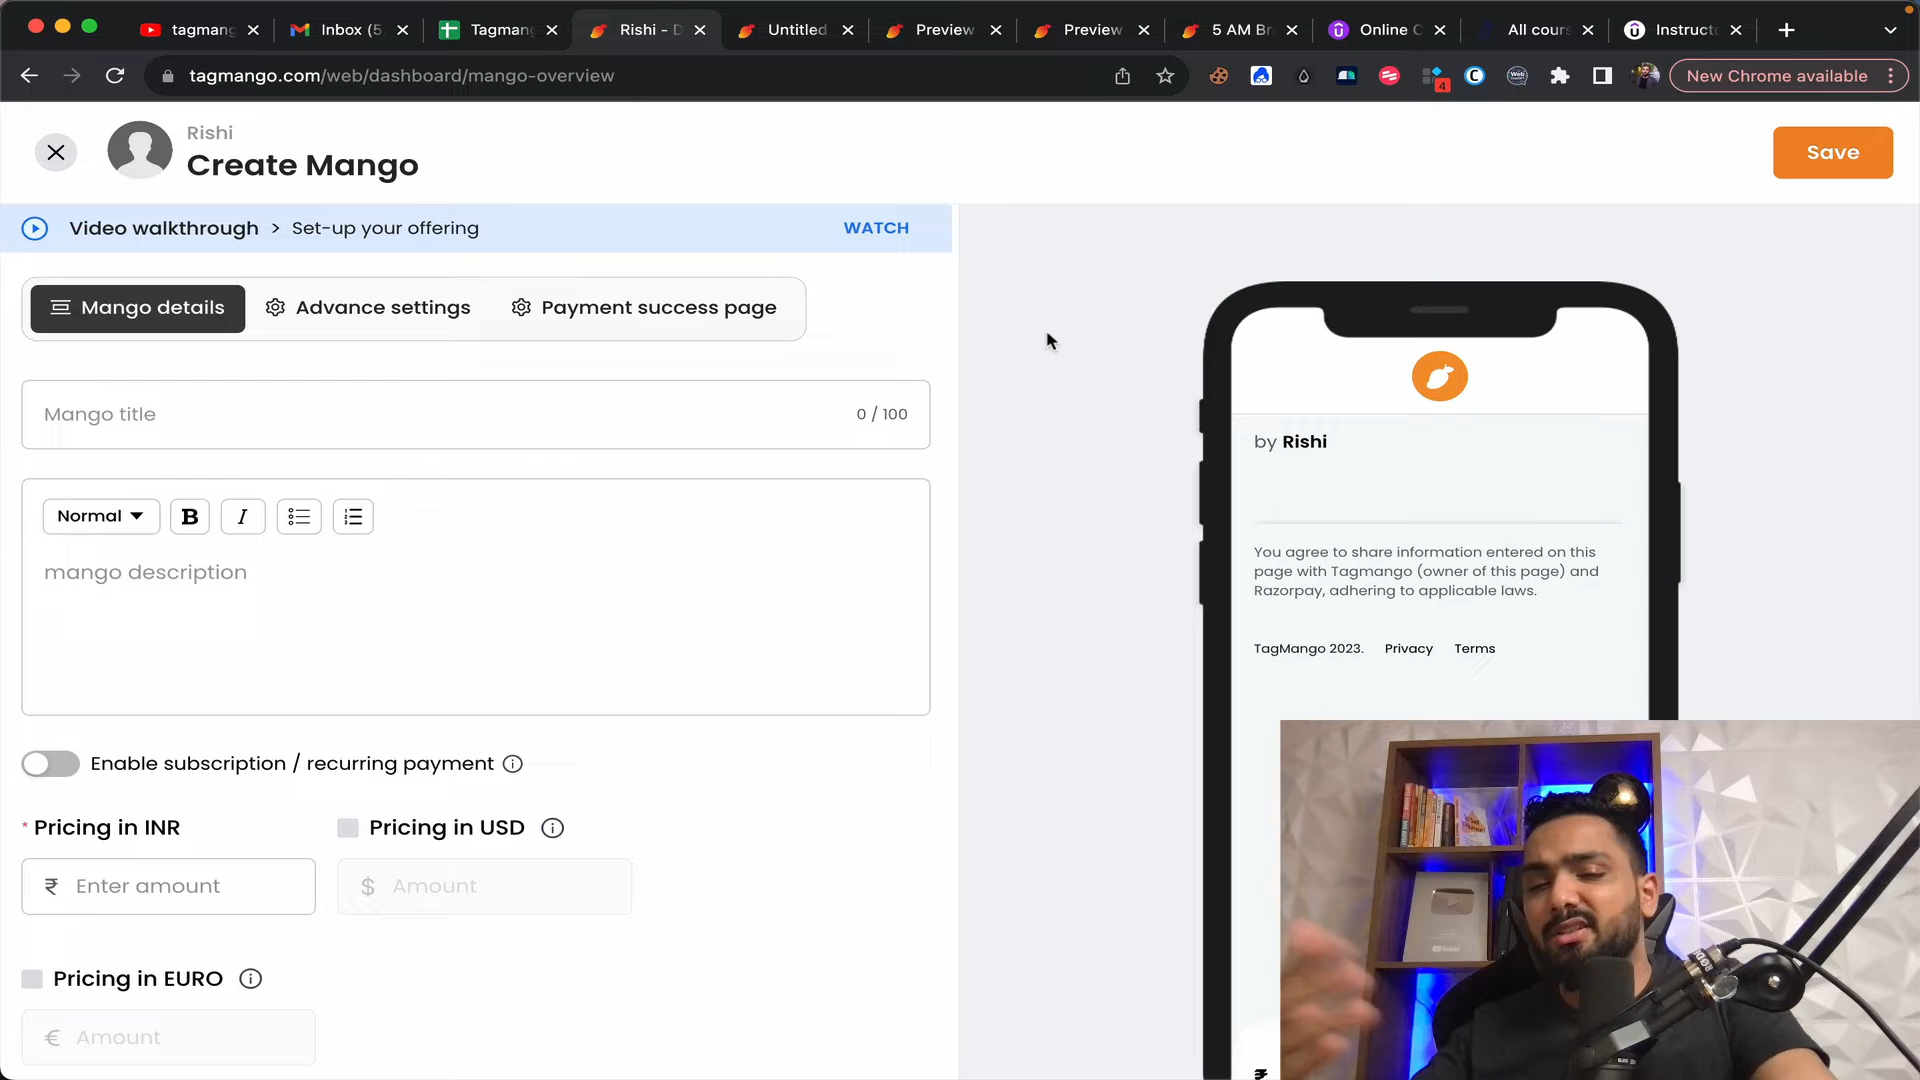 tagmang
Inbox (5
Tagmang
Rishi - D
Untitled
Preview
Preview
5 AM Br
Online C
All cours
Instructo
tagmango.com/web/dashboard/mango-overview
4
New Chrome available
Rishi
Create Mango
Save
Video walkthrough > Set-up your offering
WATCH
Mango details
Advance settings
Payment success page
Mango title
0 / 100
Normal
B
I
mango description
Enable subscription / recurring payment
* Pricing in INR
Pricing in USD
₹ Enter amount
$ Amount
Pricing in EURO
€ Amount
by Rishi
You agree to share information entered on this
page with Tagmango (owner of this page) and
Razorpay, adhering to applicable laws.
TagMango 2023. Privacy Terms
₹
RODE